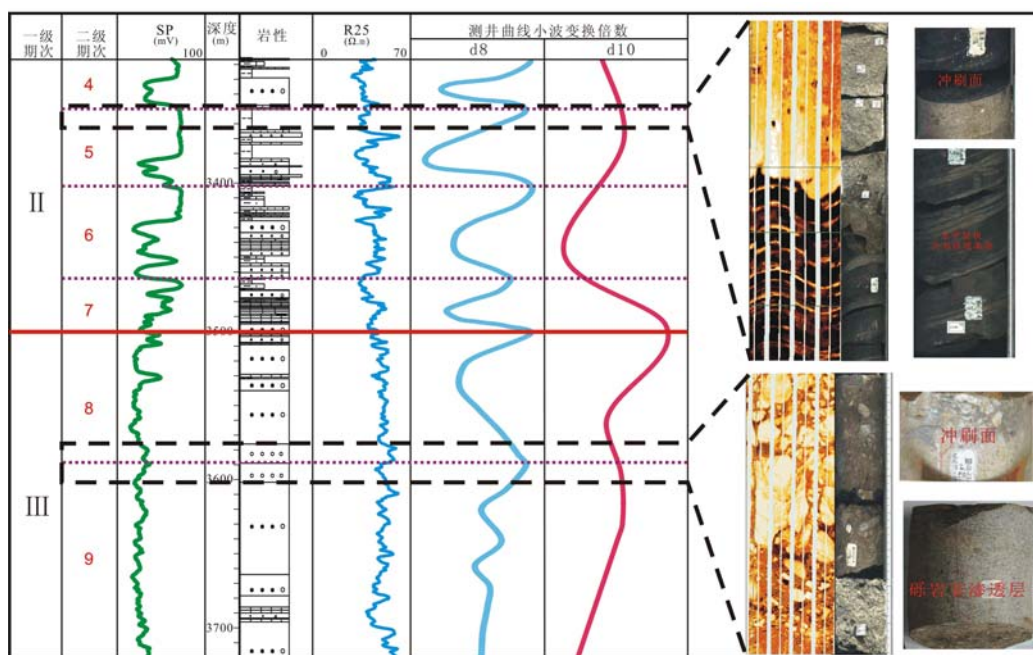 一级
期次
二级
期次
SP
(mV)
100
深度
(m)
岩性
R25
(Ω.m)
0 70
测井曲线小波变换倍数
d8 d10
4
5
II
6
7
8
III
9
3400
3500
3600
3700
冲刷面
冲刷面
砾岩
渗透层